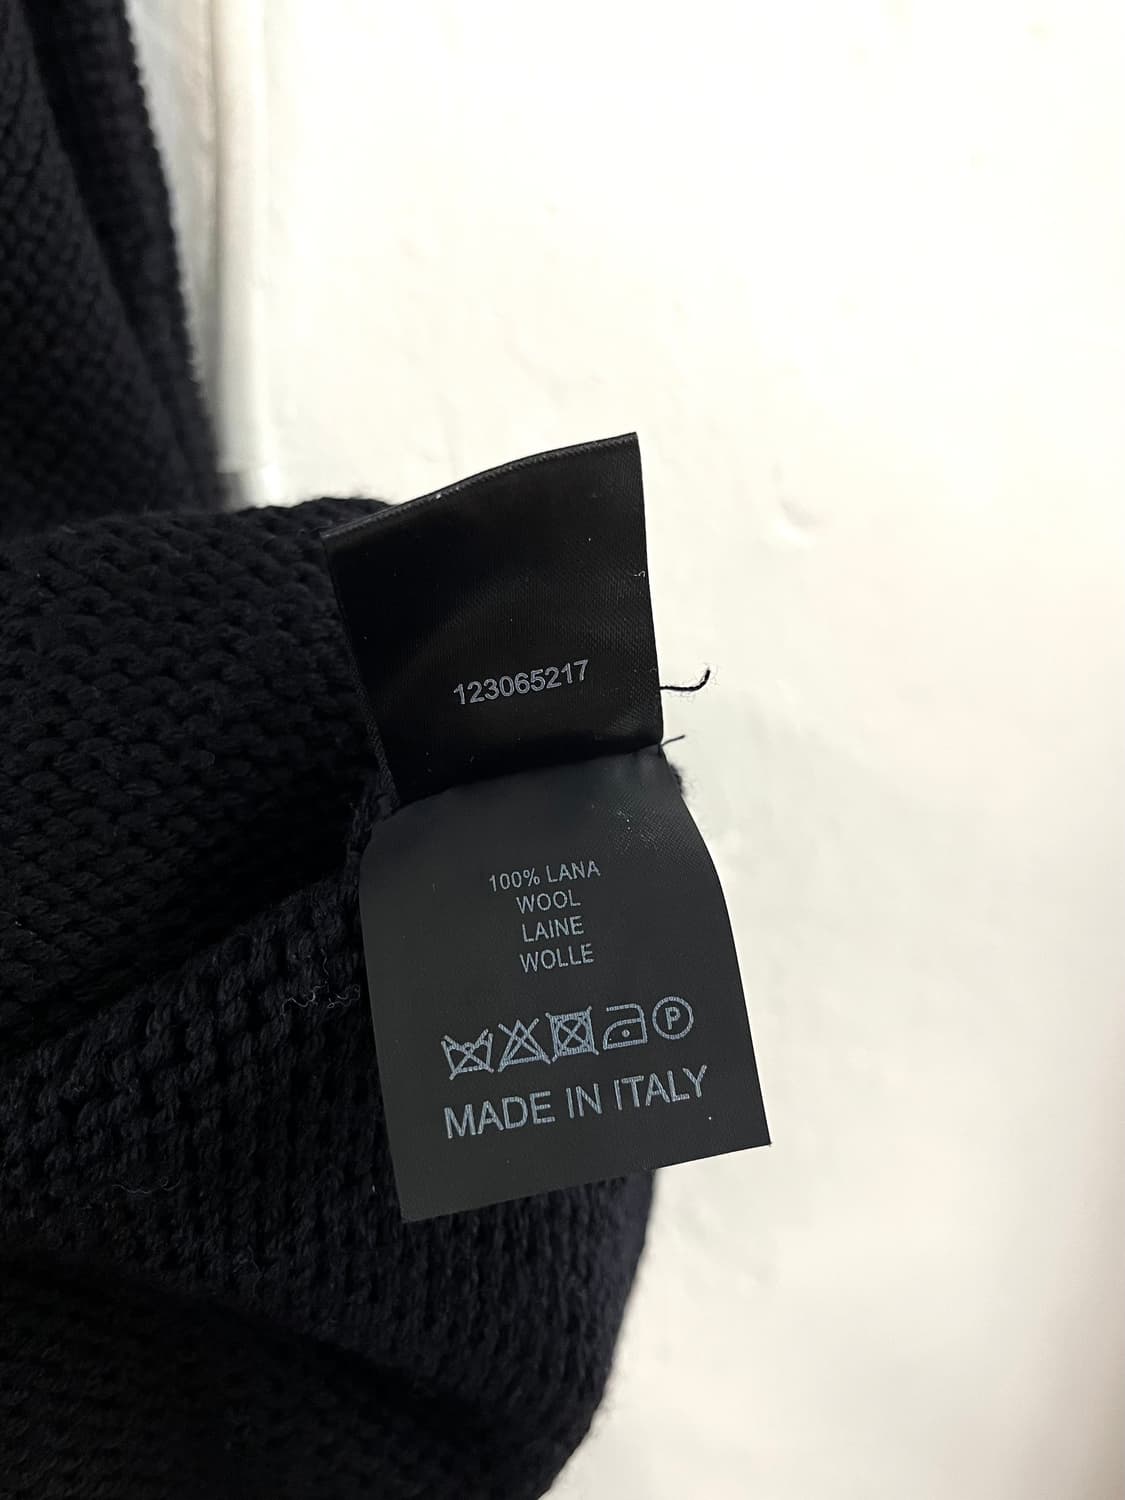 123065217
100% LANA
WOOL
LAINE
WOLLE
P
MADE IN ITALY